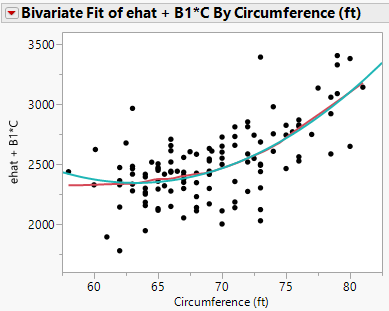 Bivariate Fit of ehat + B1*C By Circumference (ft)
3500
3000
2500
2000
ehat + B1*C
60 65 70 75 80
Circumference (ft)